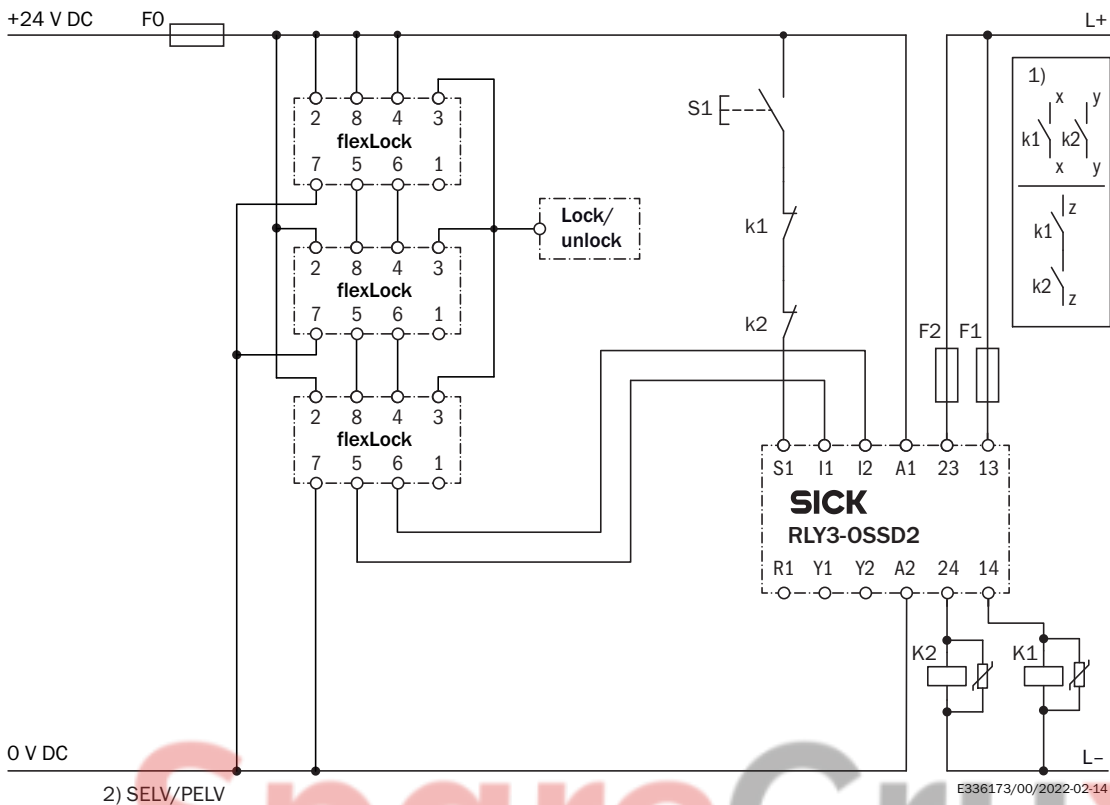 +24 V DC
F0
L+
2 8 4 3
flexLock
7 5 6 1
2 8 4 3
flexLock
7 5 6 1
2 8 4 3
flexLock
7 5 6 1
Lock/
unlock
S1
k1
k2
1)
x y
k1 k2
x y
z
k1
k2
z
F2 F1
S1 I1 I2 A1 23 13
SICK
RLY3-OSSD2
R1 Y1 Y2 A2 24 14
K2 K1
0 V DC
L–
2) SELV/PELV
E336173/00/2022-02-14